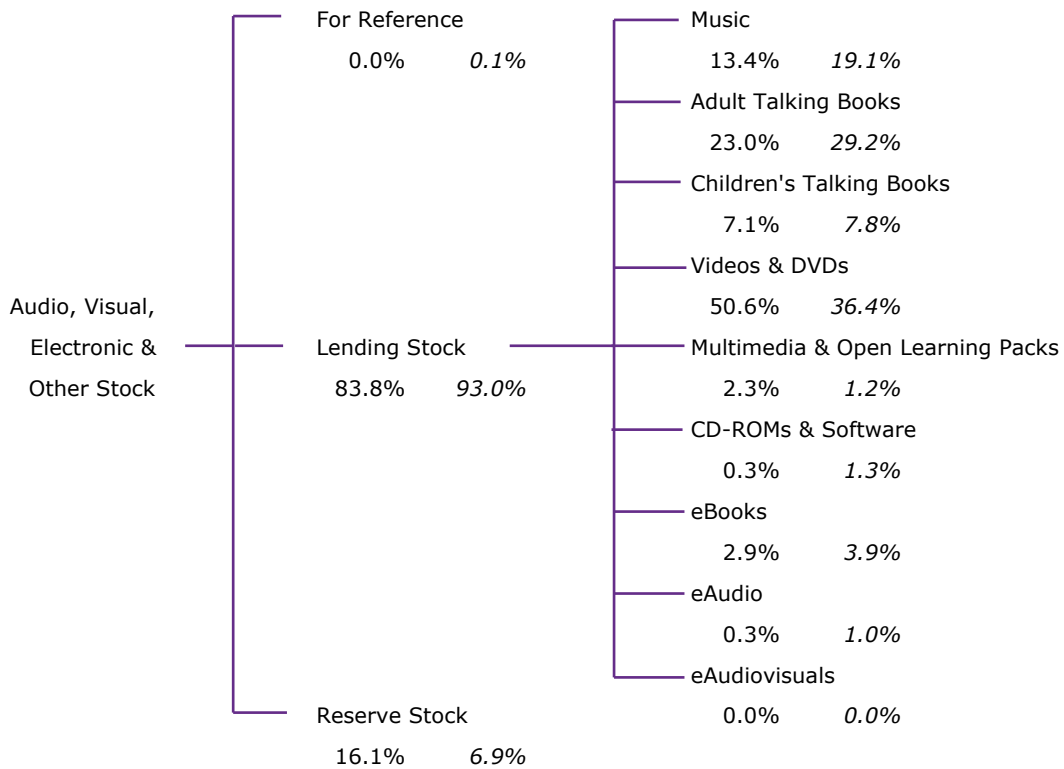 Audio, Visual,
Electronic &
Other Stock
For Reference
0.0% 0.1%
Lending Stock
83.8% 93.0%
Reserve Stock
16.1% 6.9%
Music
13.4% 19.1%
Adult Talking Books
23.0% 29.2%
Children's Talking Books
7.1% 7.8%
Videos & DVDs
50.6% 36.4%
Multimedia & Open Learning Packs
2.3% 1.2%
CD-ROMs & Software
0.3% 1.3%
eBooks
2.9% 3.9%
eAudio
0.3% 1.0%
eAudiovisuals
0.0% 0.0%